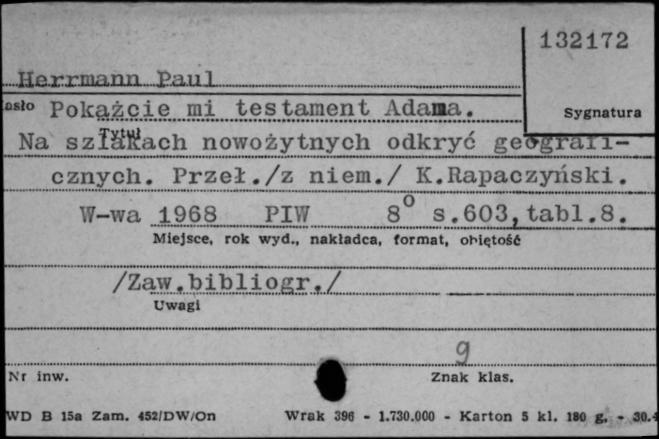 132172
Herrmann Paul
asło Pokążcie mi testament Adama. Sygnatura
Tytuł
Na szlakach nowożytnych odkryć geografi-
cznych. Przeł./z niem./ K.Rapaczyński.
W-wa 1968 PIW 8° s.603,tabl.8.
Miejsce, rok wyd., nakładca, format, objętość
/Zaw.bibliogr./
Uwagi
9
Nr inw. Znak klas.
WD B 15a Zam. 452/DW/On Wrak 396 - 1.730.000 - Karton 5 kl. 180 g. - 30.4